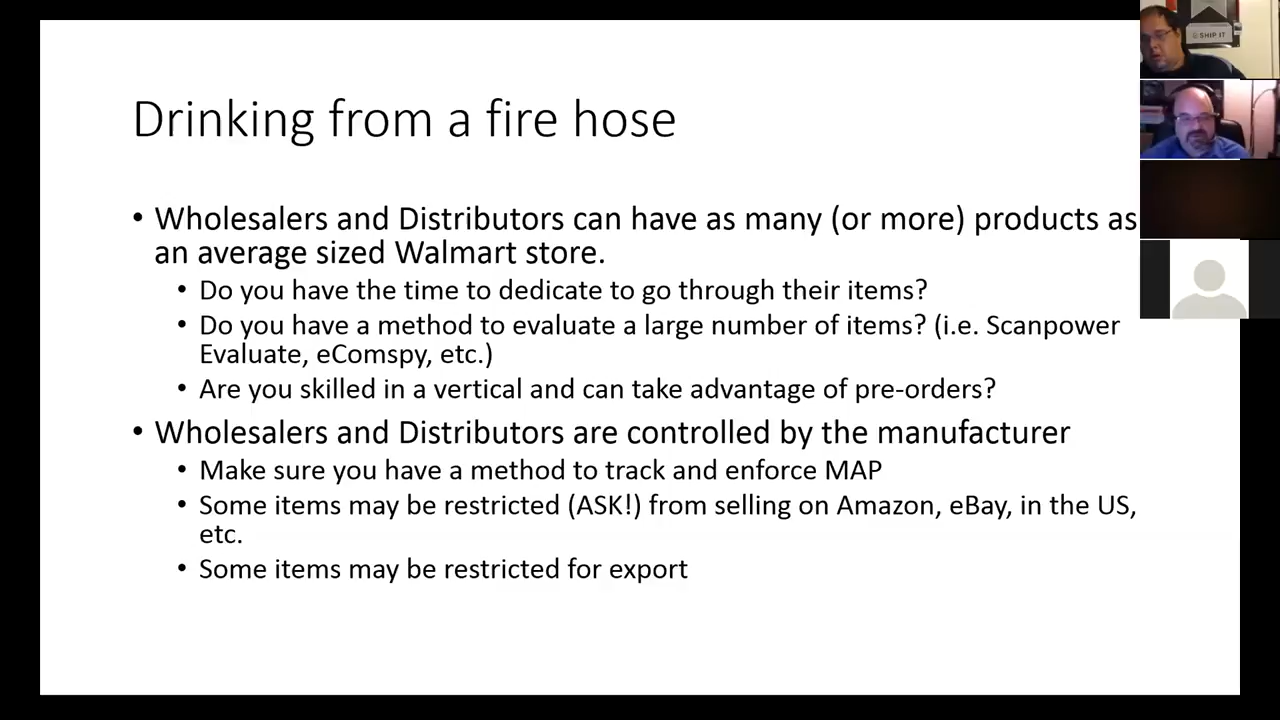 SHIP IT
Drinking from a fire hose
• Wholesalers and Distributors can have as many (or more) products as
an average sized Walmart store.
• Do you have the time to dedicate to go through their items?
• Do you have a method to evaluate a large number of items? (i.e. Scanpower
Evaluate, eComspy, etc.)
• Are you skilled in a vertical and can take advantage of pre-orders?
• Wholesalers and Distributors are controlled by the manufacturer
• Make sure you have a method to track and enforce MAP
• Some items may be restricted (ASK!) from selling on Amazon, eBay, in the US,
etc.
• Some items may be restricted for export